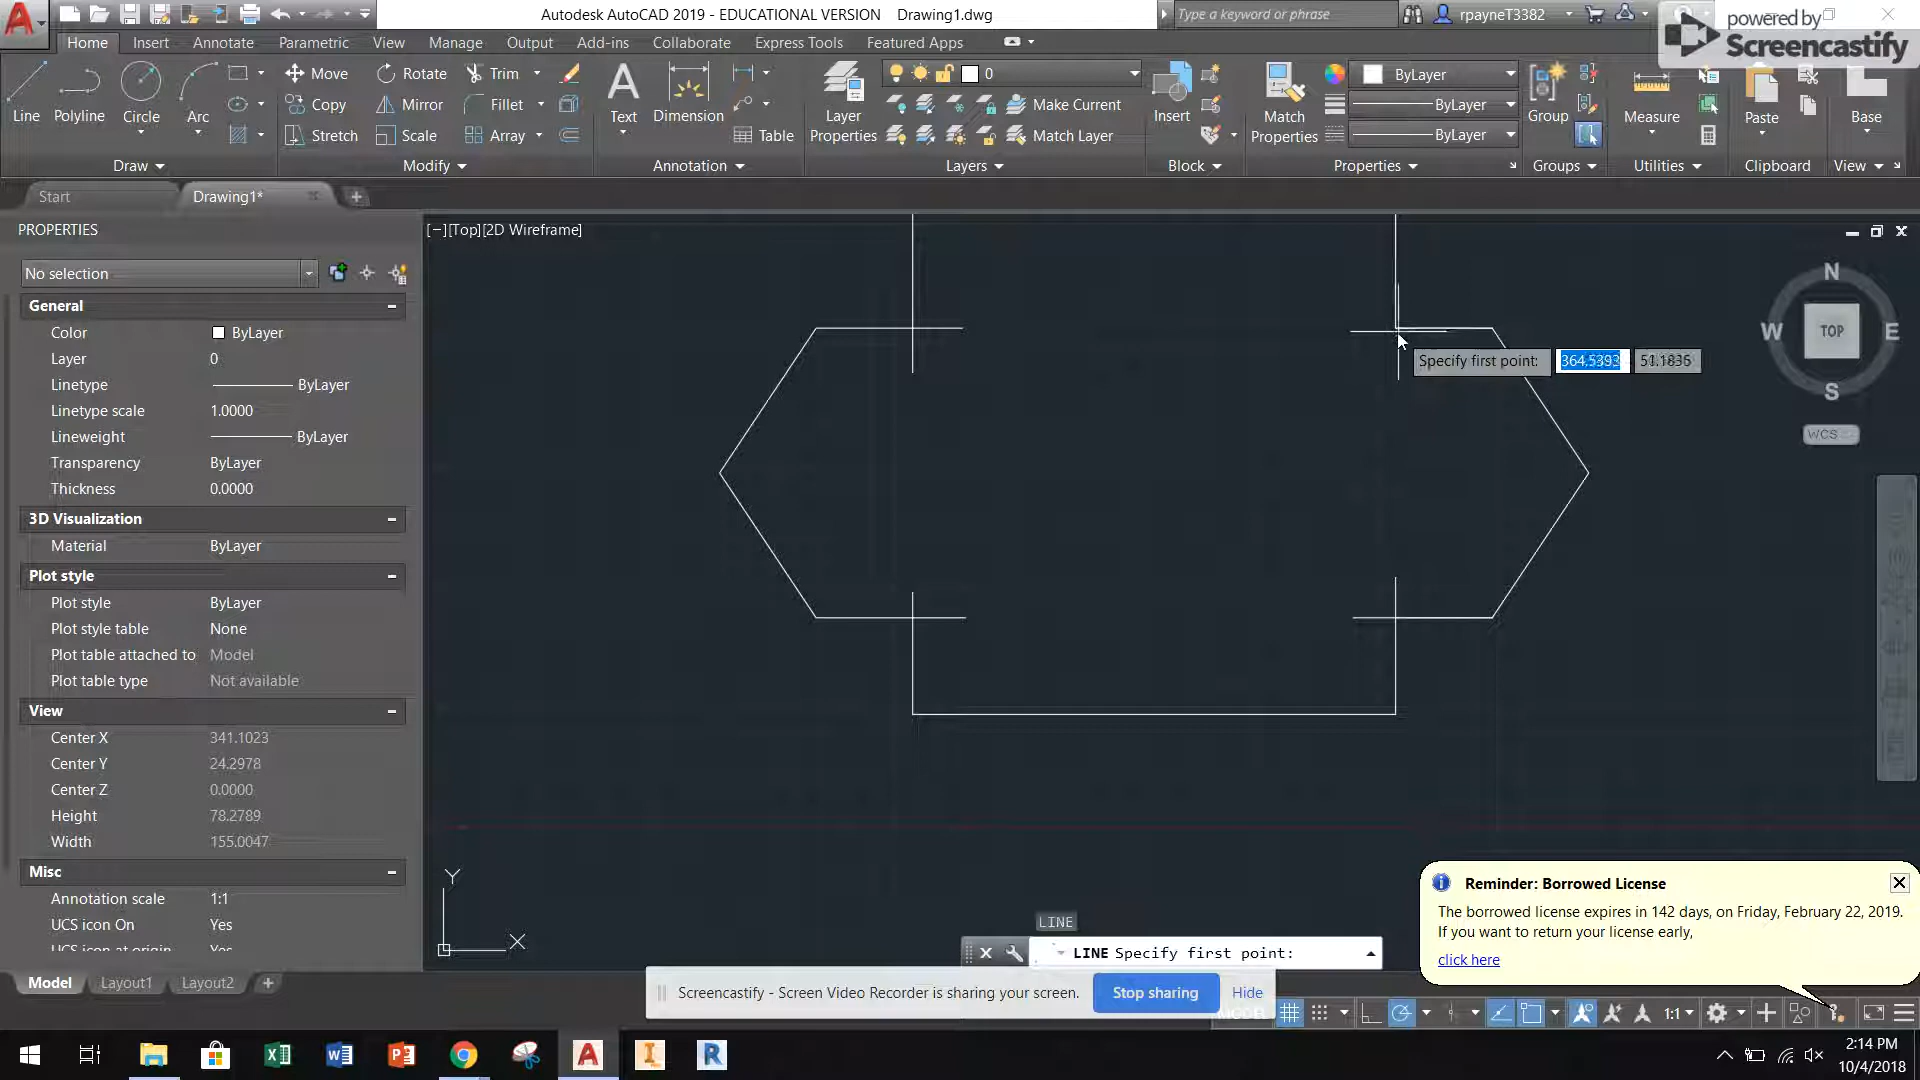 Autodesk AutoCAD 2019 - EDUCATIONAL VERSION Drawing1.dwg
Type a keyword or phrase
rpayneT3382
powered by
Screencastify
Home Insert Annotate Parametric View Manage Output Add-ins Collaborate Express Tools Featured Apps
Line Polyline Circle Arc
Move Rotate Trim
Copy Mirror Fillet
Stretch Scale Array
Text Dimension Table
Layer Properties
0
Make Current
Match Layer
Insert
Match Properties
ByLayer
ByLayer
ByLayer
Group
Measure
Paste
Base
Draw Modify Annotation Layers Block Properties Groups Utilities Clipboard View
Start Drawing1*
PROPERTIES
[−][Top][2D Wireframe]
No selection
General
Color ByLayer
Layer 0
Linetype ByLayer
Linetype scale 1.0000
Lineweight ByLayer
Transparency ByLayer
Thickness 0.0000
3D Visualization
Material ByLayer
Plot style
Plot style ByLayer
Plot style table None
Plot table attached to Model
Plot table type Not available
View
Center X 341.1023
Center Y 24.2978
Center Z 0.0000
Height 78.2789
Width 155.0047
Misc
Annotation scale 1:1
UCS icon On Yes
UCS icon at origin Yes
N
W TOP E
S
WCS
Specify first point: 364.5393 51.1835
Y
X
LINE
LINE Specify first point:
Reminder: Borrowed License
The borrowed license expires in 142 days, on Friday, February 22, 2019.
If you want to return your license early,
click here
Model Layout1 Layout2
Screencastify - Screen Video Recorder is sharing your screen. Stop sharing Hide
MODEL
1:1
2:14 PM
10/4/2018